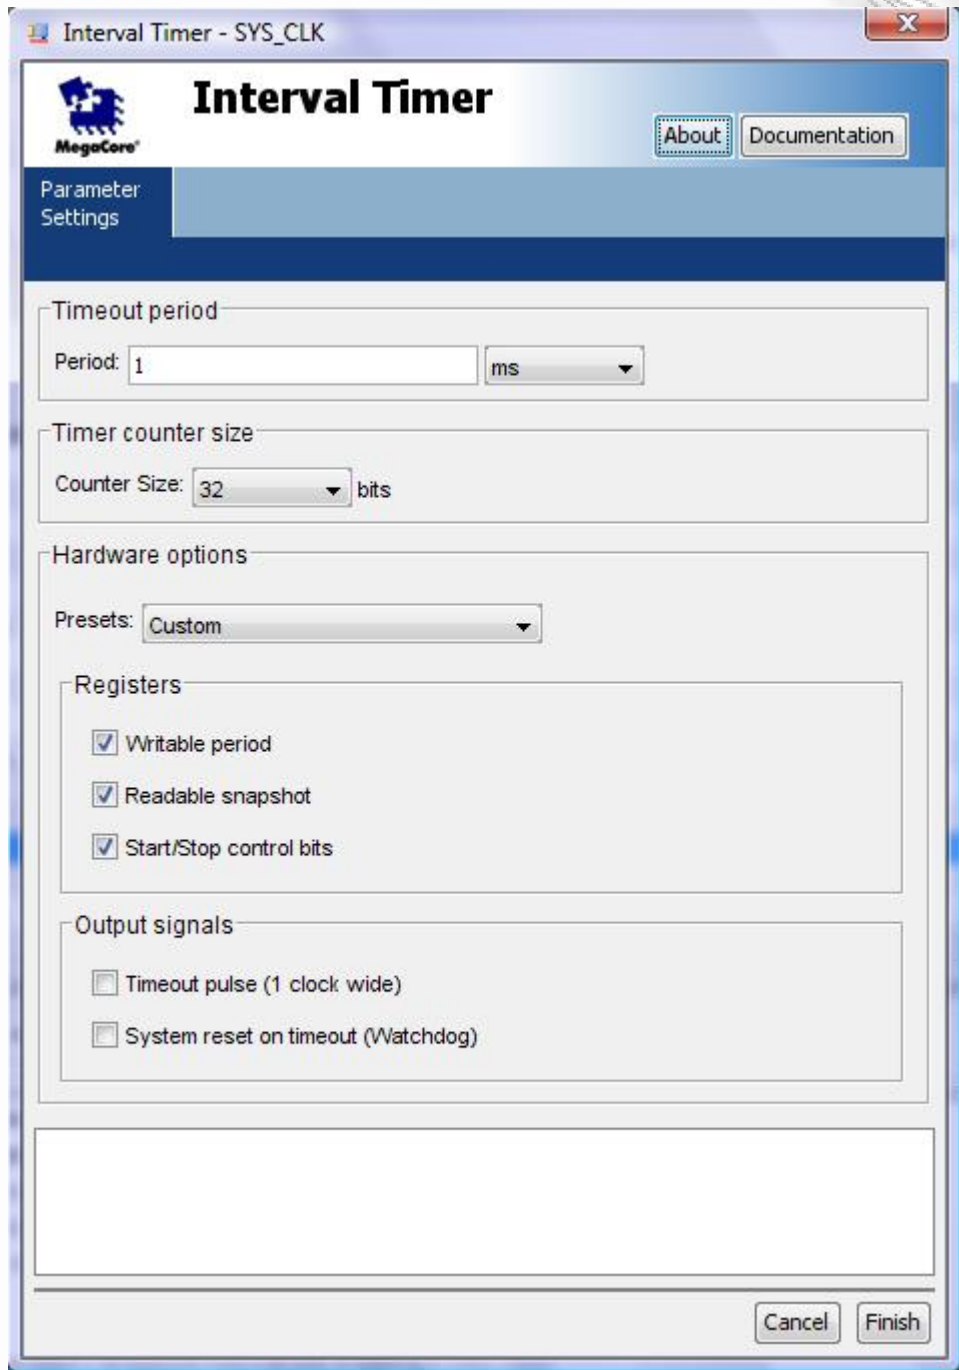 Interval Timer - SYS_CLK
MegaCore®
Interval Timer
About
Documentation
Parameter
Settings
Timeout period
Period: 1 ms
Timer counter size
Counter Size: 32 bits
Hardware options
Presets: Custom
Registers
Writable period
Readable snapshot
Start/Stop control bits
Output signals
Timeout pulse (1 clock wide)
System reset on timeout (Watchdog)
Cancel
Finish